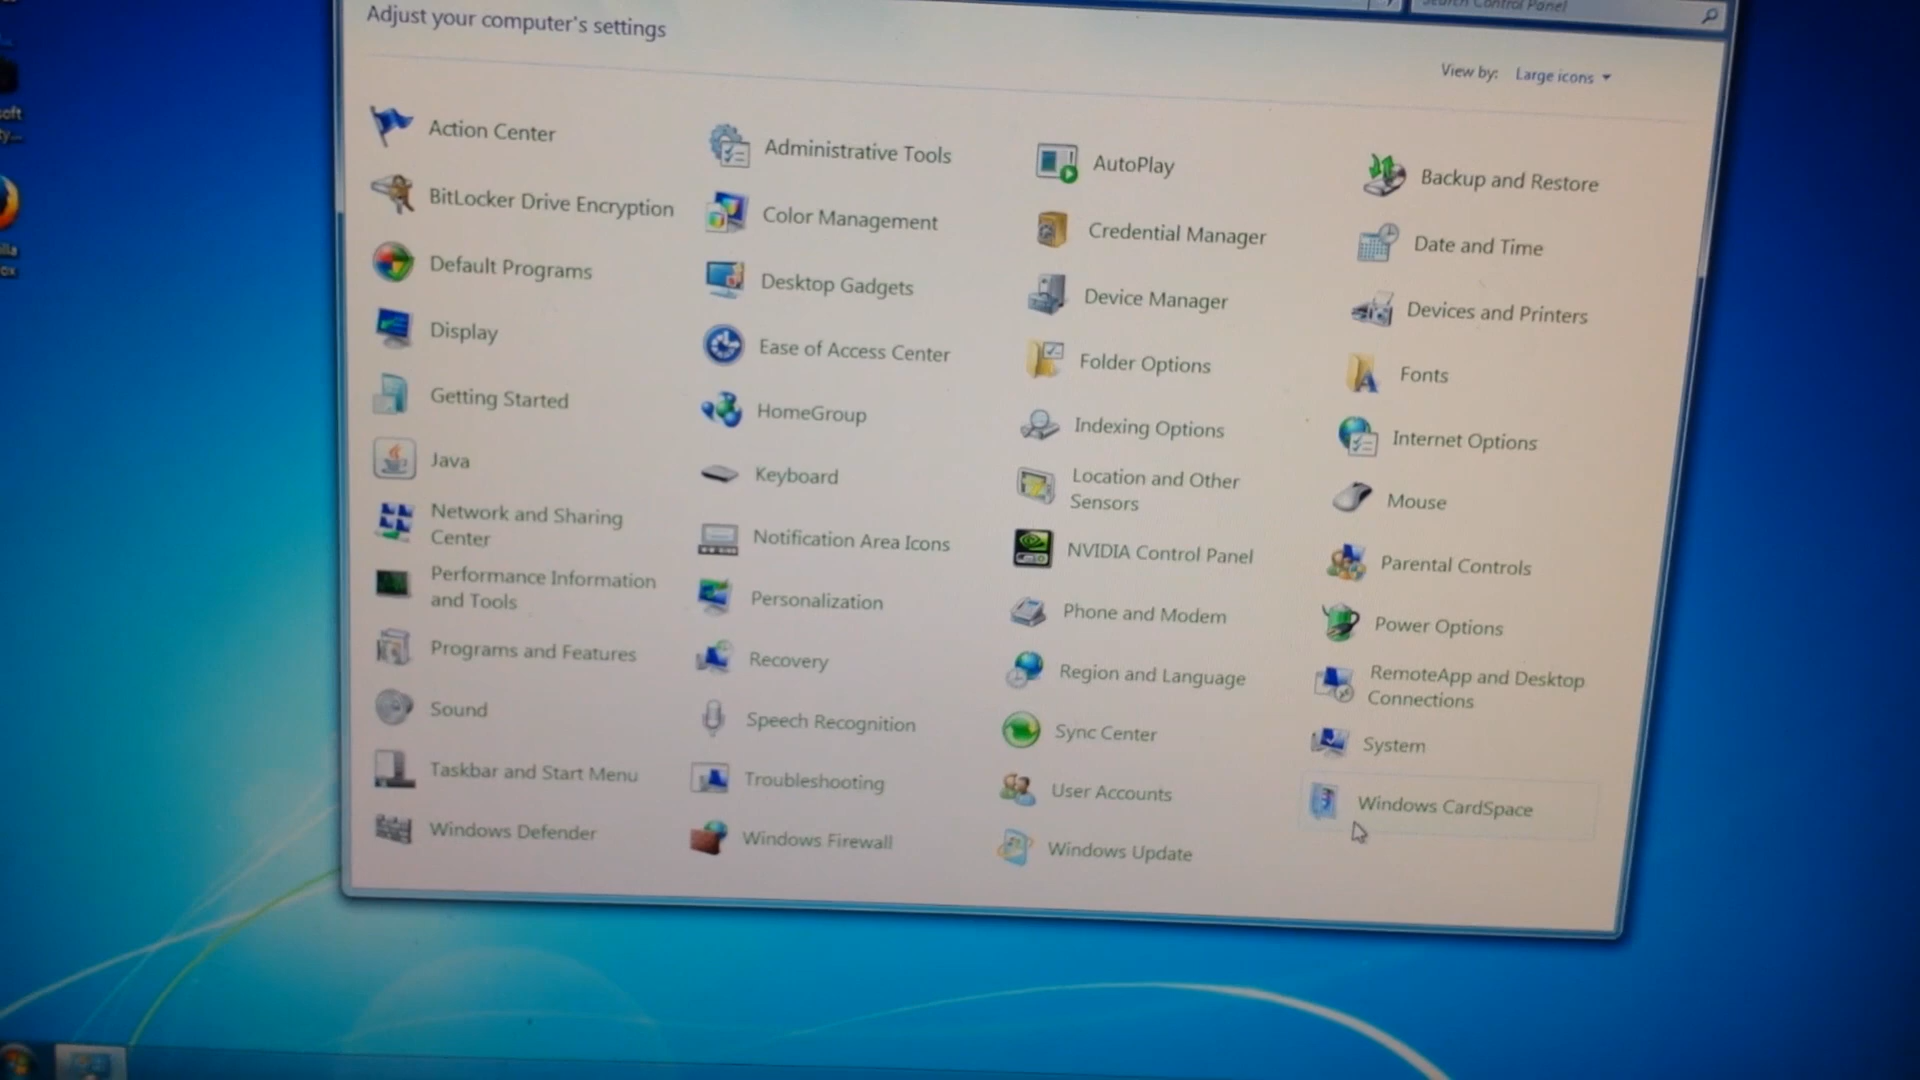 Search Control Panel
Adjust your computer's settings
View by: Large icons
Action Center
Administrative Tools
AutoPlay
Backup and Restore
BitLocker Drive Encryption
Color Management
Credential Manager
Date and Time
Default Programs
Desktop Gadgets
Device Manager
Devices and Printers
Display
Ease of Access Center
Folder Options
Fonts
Getting Started
HomeGroup
Indexing Options
Internet Options
Java
Keyboard
Location and Other
Sensors
Mouse
Network and Sharing
Center
Notification Area Icons
NVIDIA Control Panel
Parental Controls
Performance Information
and Tools
Personalization
Phone and Modem
Power Options
Programs and Features
Recovery
Region and Language
RemoteApp and Desktop
Connections
Sound
Speech Recognition
Sync Center
System
Taskbar and Start Menu
Troubleshooting
User Accounts
Windows CardSpace
Windows Defender
Windows Firewall
Windows Update